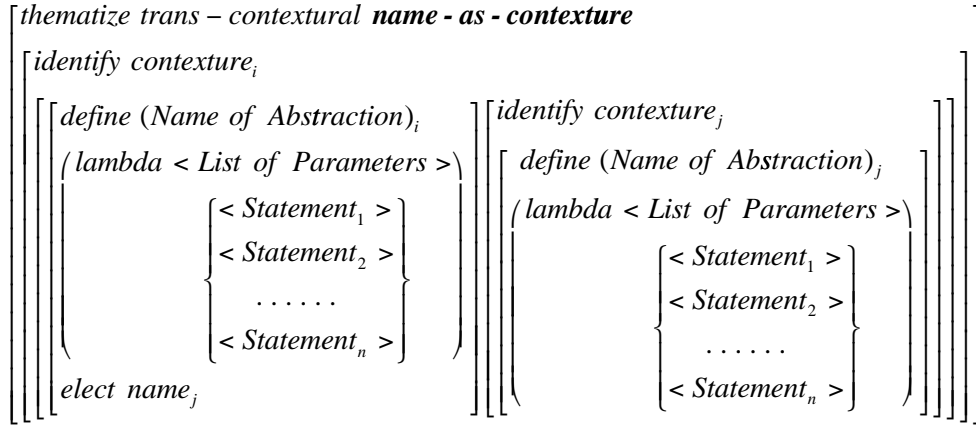 thematize trans – contextural name - as - contexture
identify contexture_i
define (Name of Abstraction)_i
(lambda < List of Parameters >)
< Statement_1 >
< Statement_2 >
. . . . . .
< Statement_n >
elect name_j
identify contexture_j
define (Name of Abstraction)_j
(lambda < List of Parameters >)
< Statement_1 >
< Statement_2 >
. . . . . .
< Statement_n >